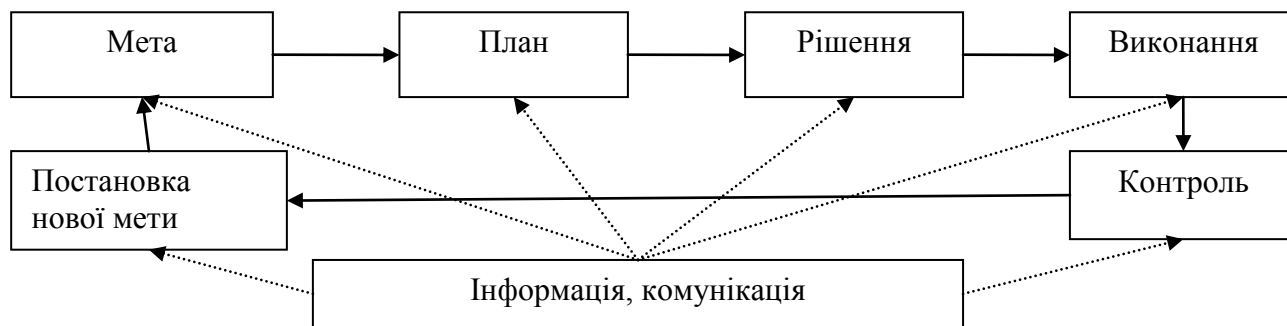 Мета
План
Рішення
Виконання
Постановка
нової мети
Контроль
Інформація, комунікація